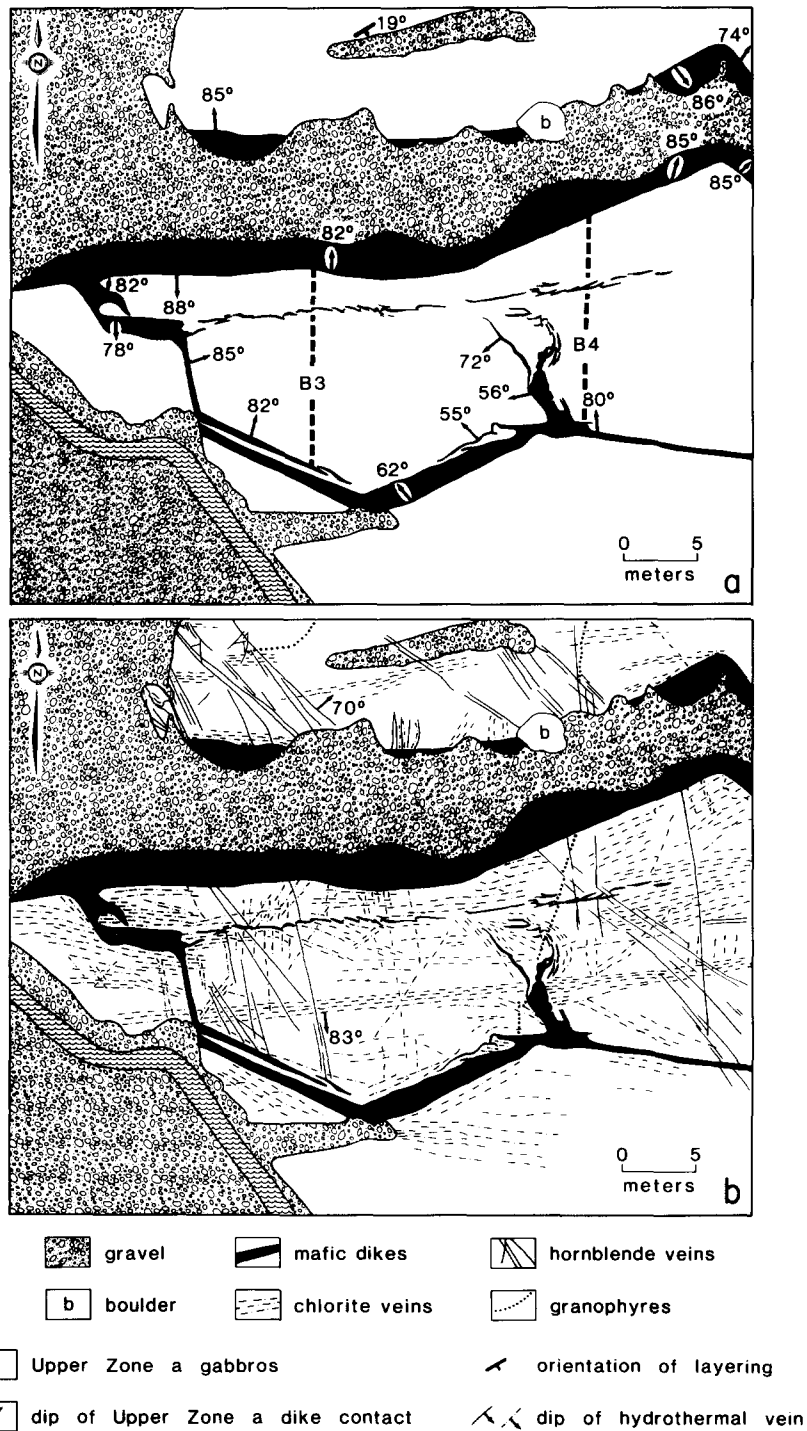 19°
74°
N
85°
b
86°
85°
85°
82°
82°
88°
78°
85°
B3
72°
B4
56°
82°
55°
80°
62°
0 5
meters
a
N
70°
b
83°
0 5
meters
b
gravel
mafic dikes
hornblende veins
b
boulder
chlorite veins
granophyres
Upper Zone a gabbros
orientation of layering
dip of Upper Zone a dike contact
dip of hydrothermal vein